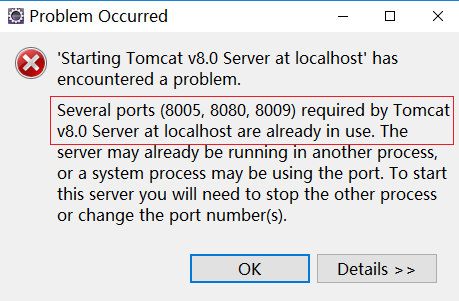 Problem Occurred
'Starting Tomcat v8.0 Server at localhost' has
encountered a problem.
Several ports (8005, 8080, 8009) required by Tomcat
v8.0 Server at localhost are already in use. The
server may already be running in another process,
or a system process may be using the port. To start
this server you will need to stop the other process
or change the port number(s).
OK
Details >>